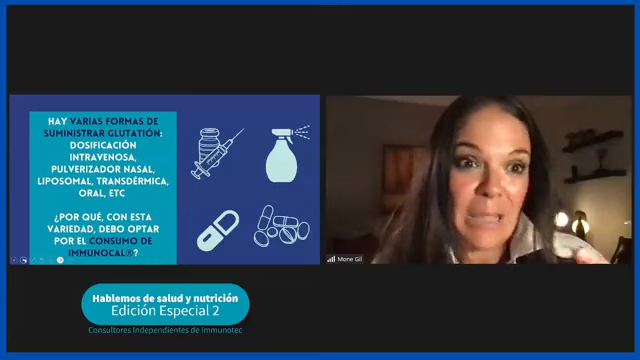 HAY VARIAS FORMAS DE
SUMINISTRAR GLUTATIÓN:
DOSIFICACIÓN
INTRAVENOSA,
PULVERIZADOR NASAL,
LIPOSOMAL, TRANSDÉRMICA,
ORAL, ETC
¿POR QUÉ, CON ESTA
VARIEDAD, DEBO OPTAR
POR EL CONSUMO DE
IMMUNOCAL®?
Mone Gil
Hablemos de salud y nutrición
Edición Especial 2
Consultores Independientes de Immunotec